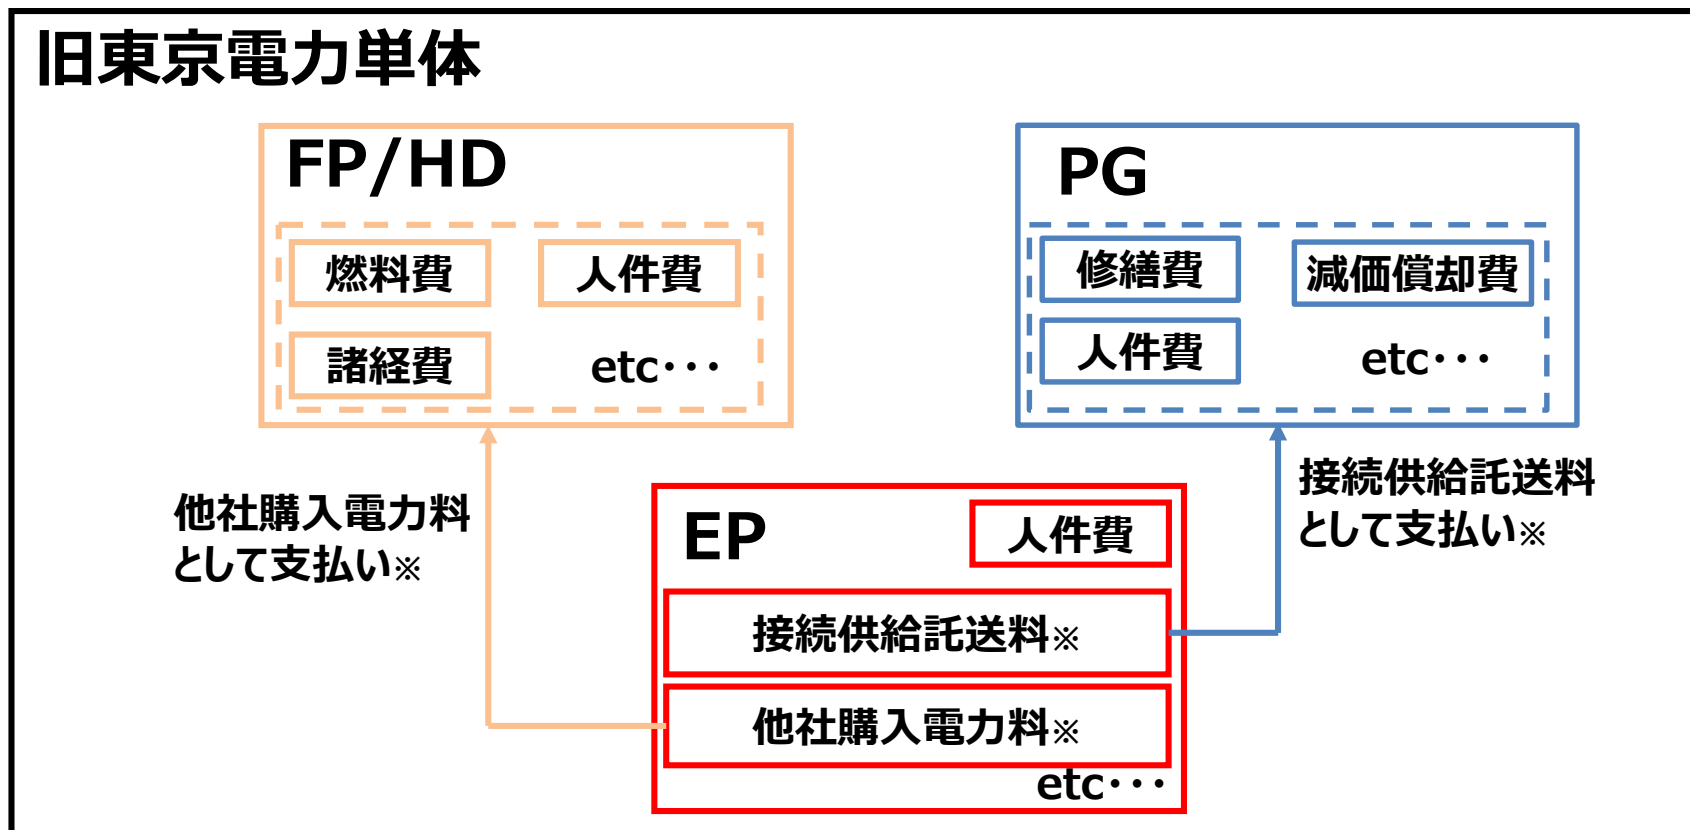 旧東京電力単体
FP/HD
燃料費
人件費
諸経費
etc・・・
PG
修繕費
減価償却費
人件費
etc・・・
他社購入電力料
として支払い※
接続供給託送料
として支払い※
EP
人件費
接続供給託送料※
他社購入電力料※
etc・・・